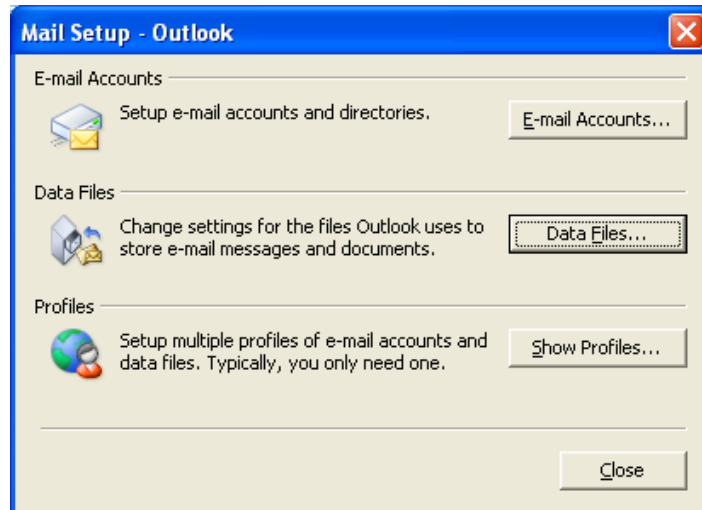 Mail Setup - Outlook
E-mail Accounts
Setup e-mail accounts and directories.
E-mail Accounts...
Data Files
Change settings for the files Outlook uses to
store e-mail messages and documents.
Data Files...
Profiles
Setup multiple profiles of e-mail accounts and
data files. Typically, you only need one.
Show Profiles...
Close